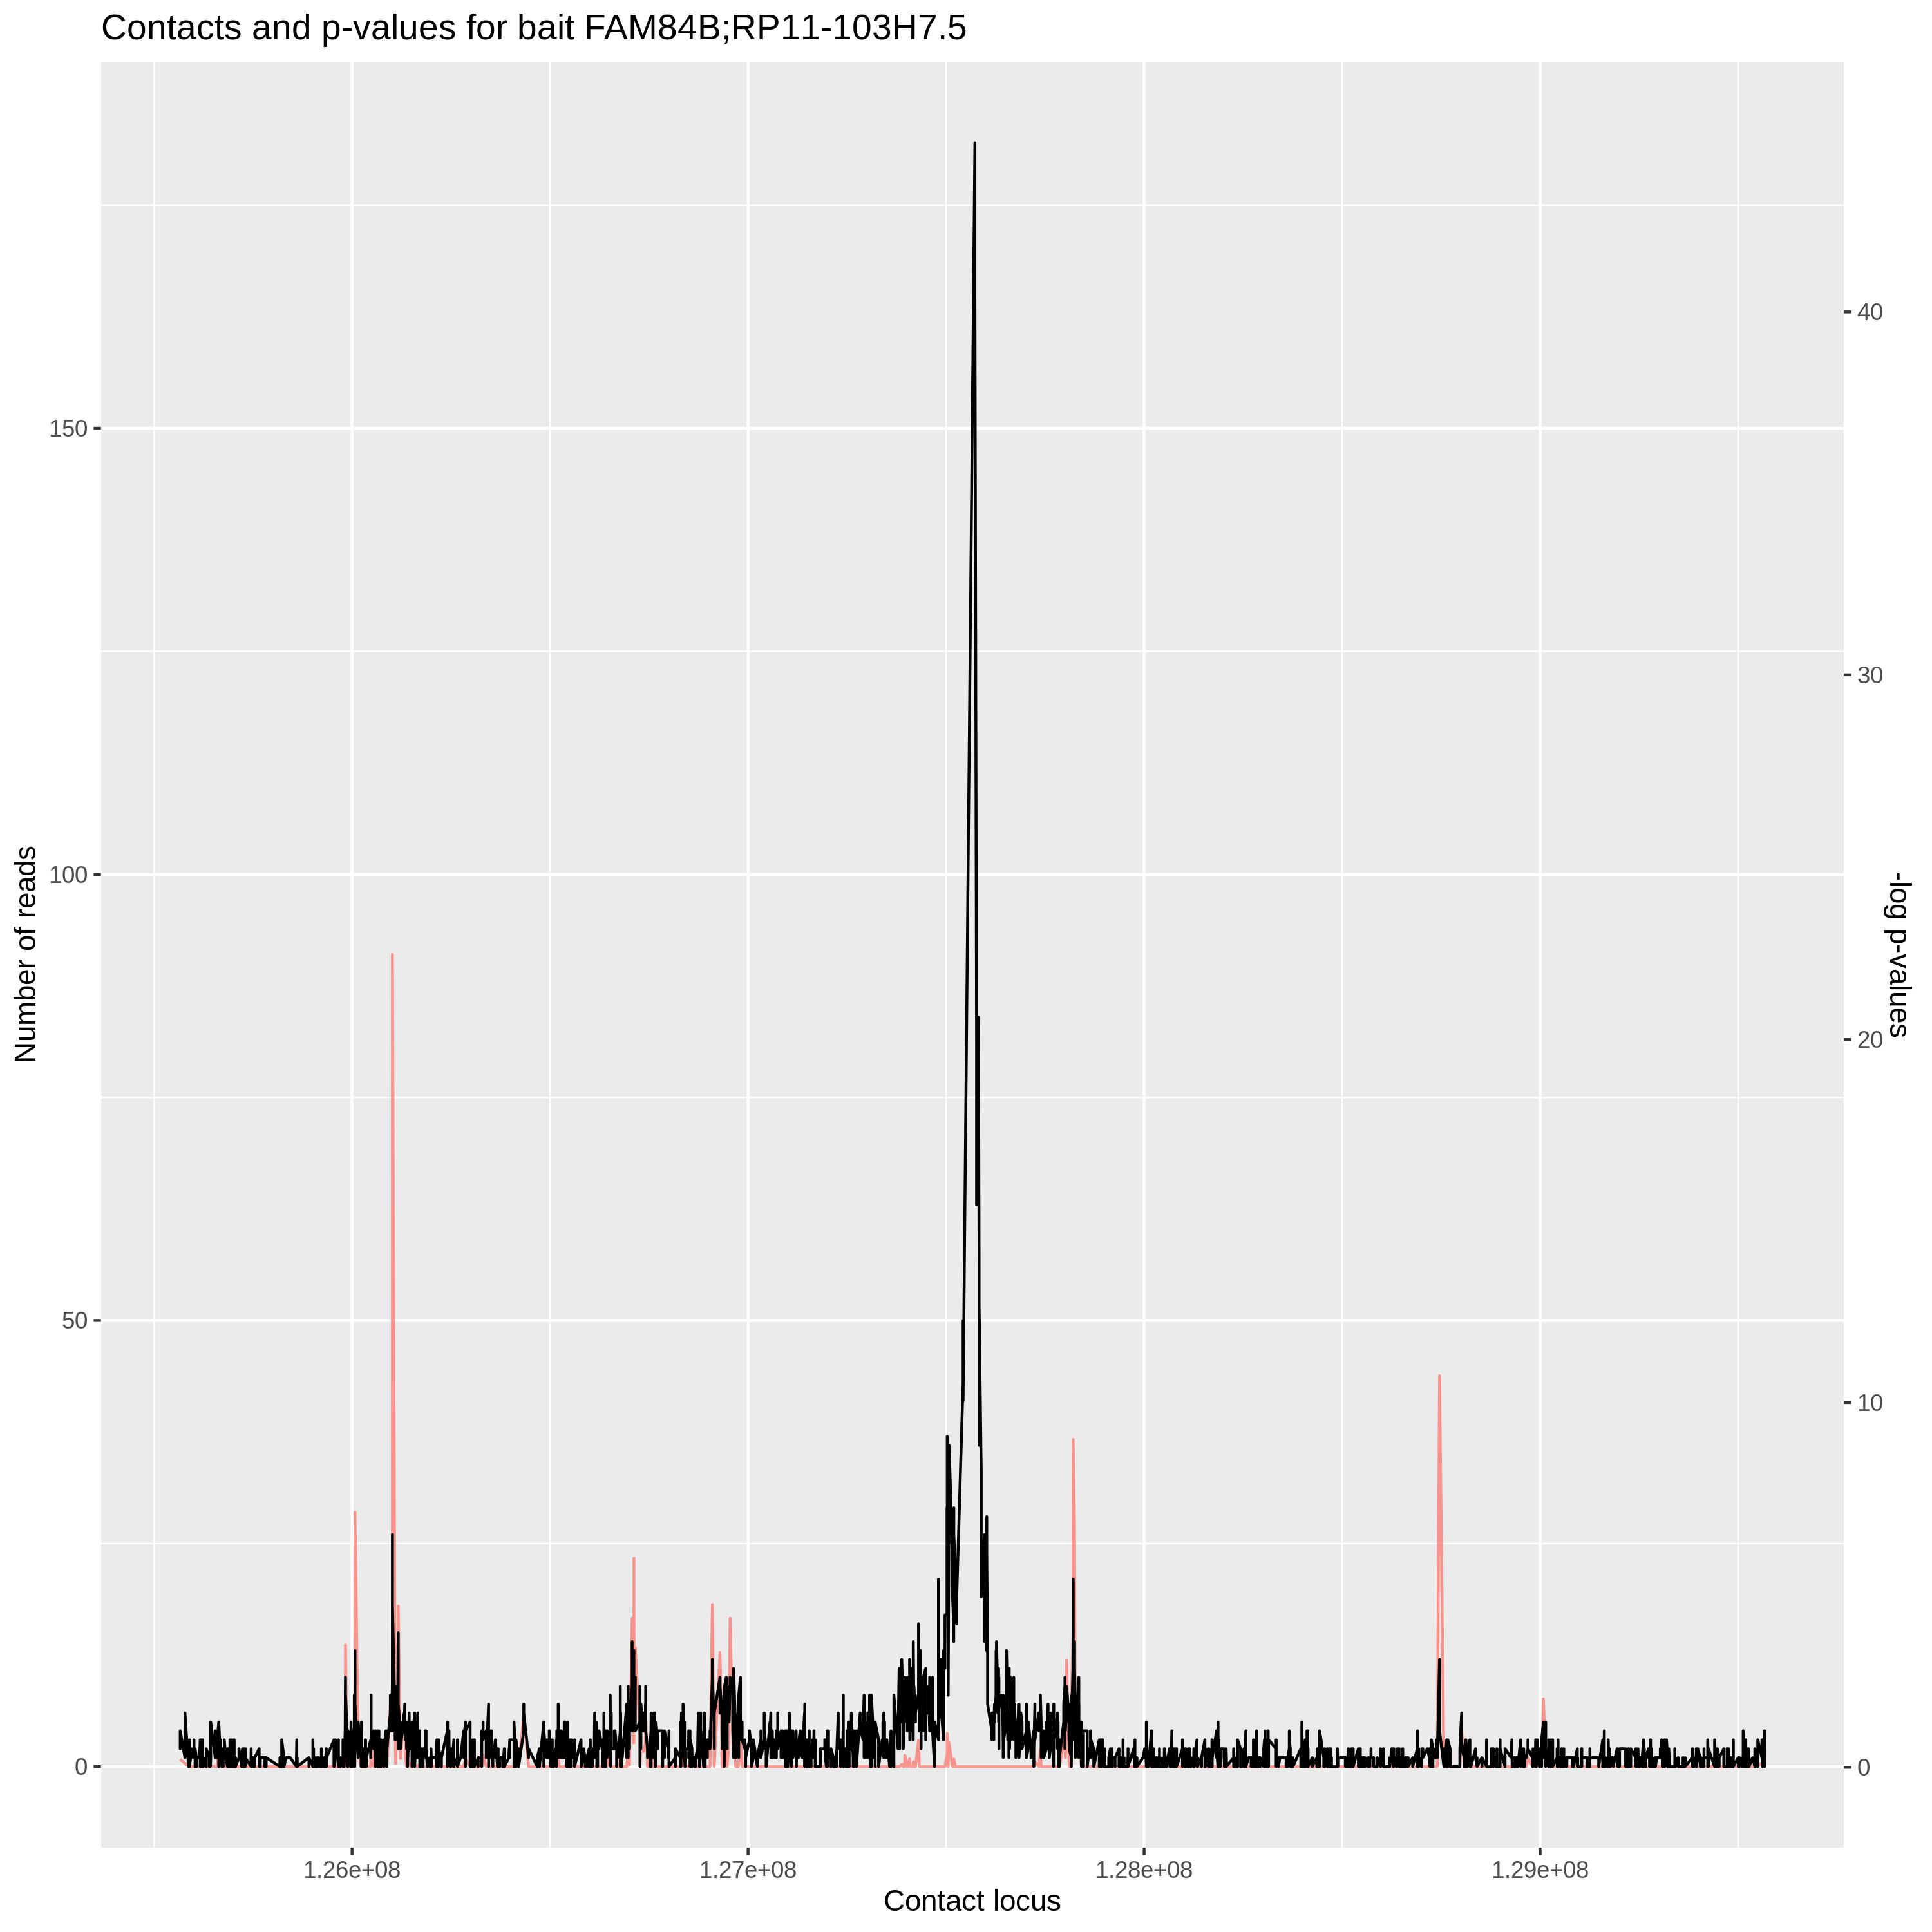 Contacts and p-values for bait FAM84B;RP11-103H7.5
Number of reads
150
100
50
0
40
30
20
10
0
-log p-values
1.26e+08
1.27e+08
1.28e+08
1.29e+08
Contact locus